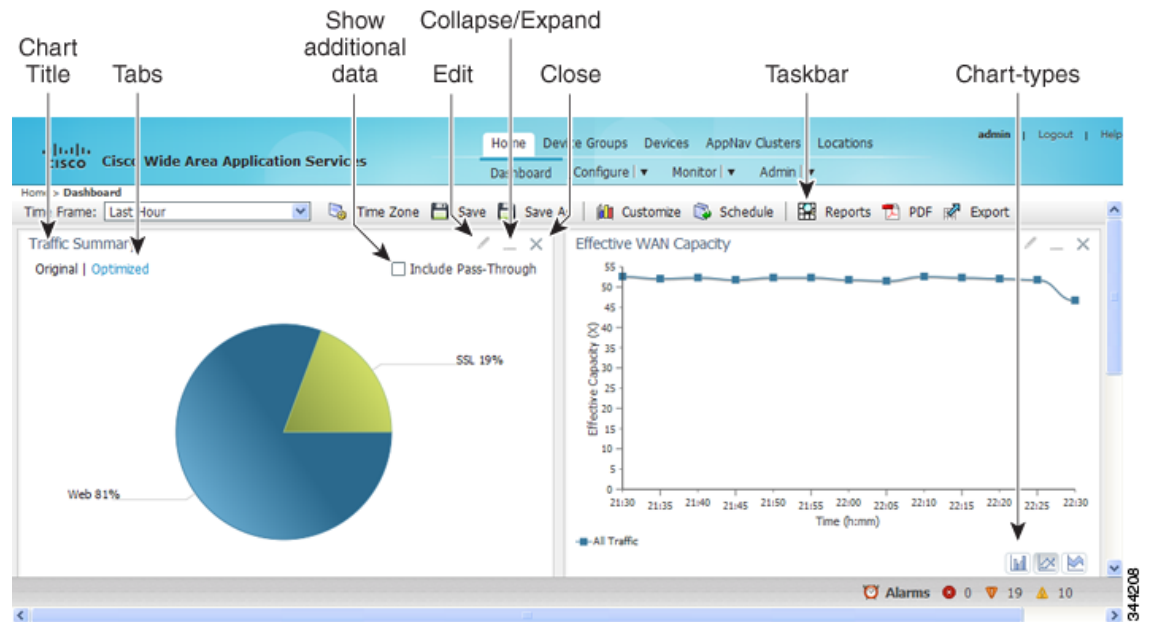 Show
additional
data
Collapse/Expand
Chart
Title
Tabs
Edit
Close
Taskbar
Chart-types
cisco Cisco Wide Area Application Services
Home Device Groups Devices AppNav Clusters Locations
admin | Logout | Help
Dashboard Configure | Monitor | Admin |
Home > Dashboard
Time Frame: Last Hour Time Zone Save Save As Customize Schedule | Reports PDF Export
Traffic Summary
Original | Optimized
Include Pass-Through
SSL 19%
Web 81%
Effective WAN Capacity
Effective Capacity (X)
55
50
45
40
35
30
25
20
15
10
5
0
21:30 21:35 21:40 21:45 21:50 21:55 22:00 22:05 22:10 22:15 22:20 22:25 22:30
Time (h:mm)
All Traffic
Alarms 0 19 10
344208